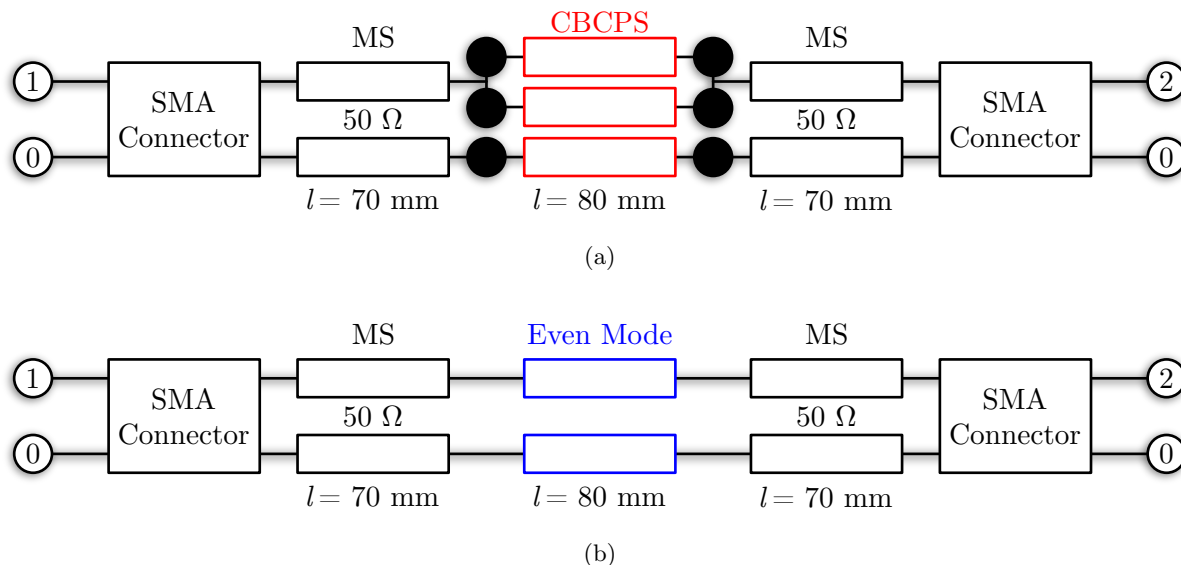 CBCPS
MS MS
1 SMA Connector 50 Ω 50 Ω SMA Connector 2
0 0
l = 70 mm l = 80 mm l = 70 mm
(a)
MS Even Mode MS
1 SMA Connector 50 Ω 50 Ω SMA Connector 2
0 0
l = 70 mm l = 80 mm l = 70 mm
(b)